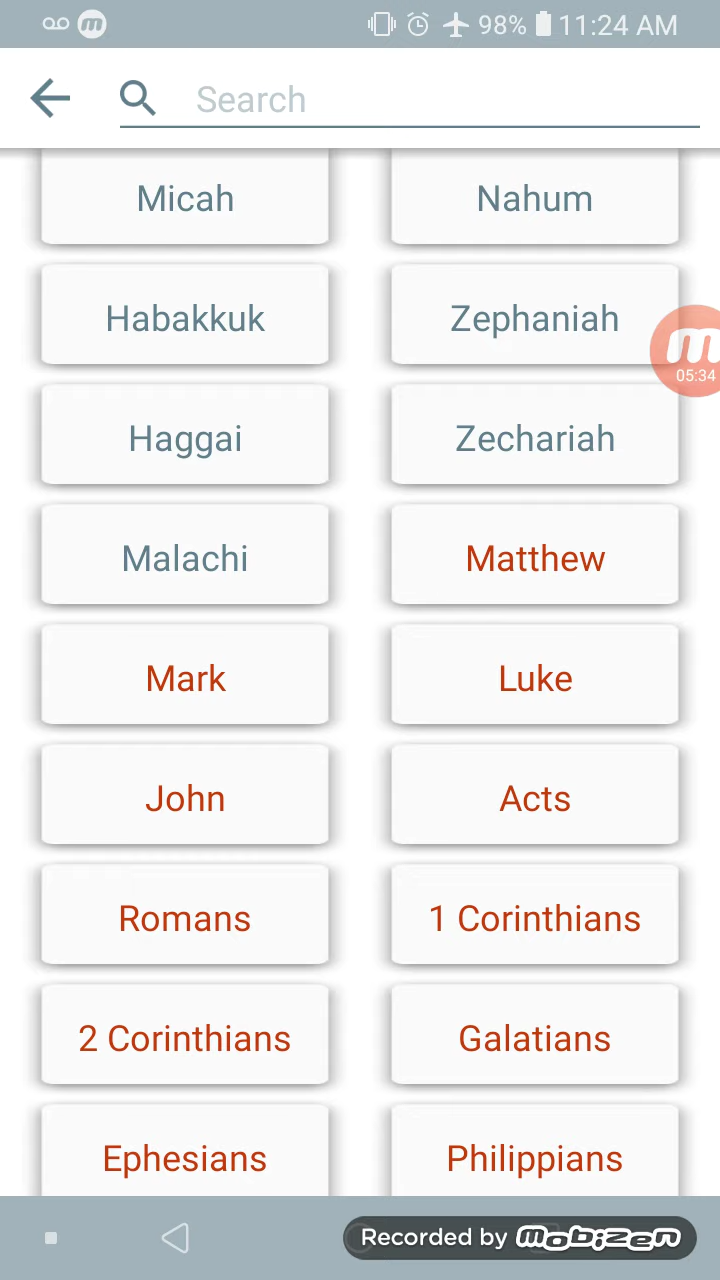 98% 11:24 AM
Search
Micah Nahum
Habakkuk Zephaniah
m
05:34
Haggai Zechariah
Malachi Matthew
Mark Luke
John Acts
Romans 1 Corinthians
2 Corinthians Galatians
Ephesians Philippians
Recorded by mobizen